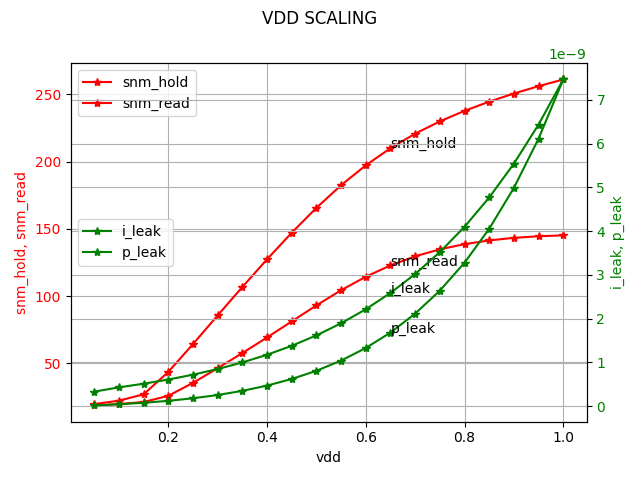 VDD SCALING
1e−9
snm_hold
snm_read
i_leak
p_leak
snm_hold
snm_read
i_leak
p_leak
250
200
150
100
50
snm_hold, snm_read
7
6
5
4
3
2
1
0
i_leak, p_leak
0.2 0.4 0.6 0.8 1.0
vdd